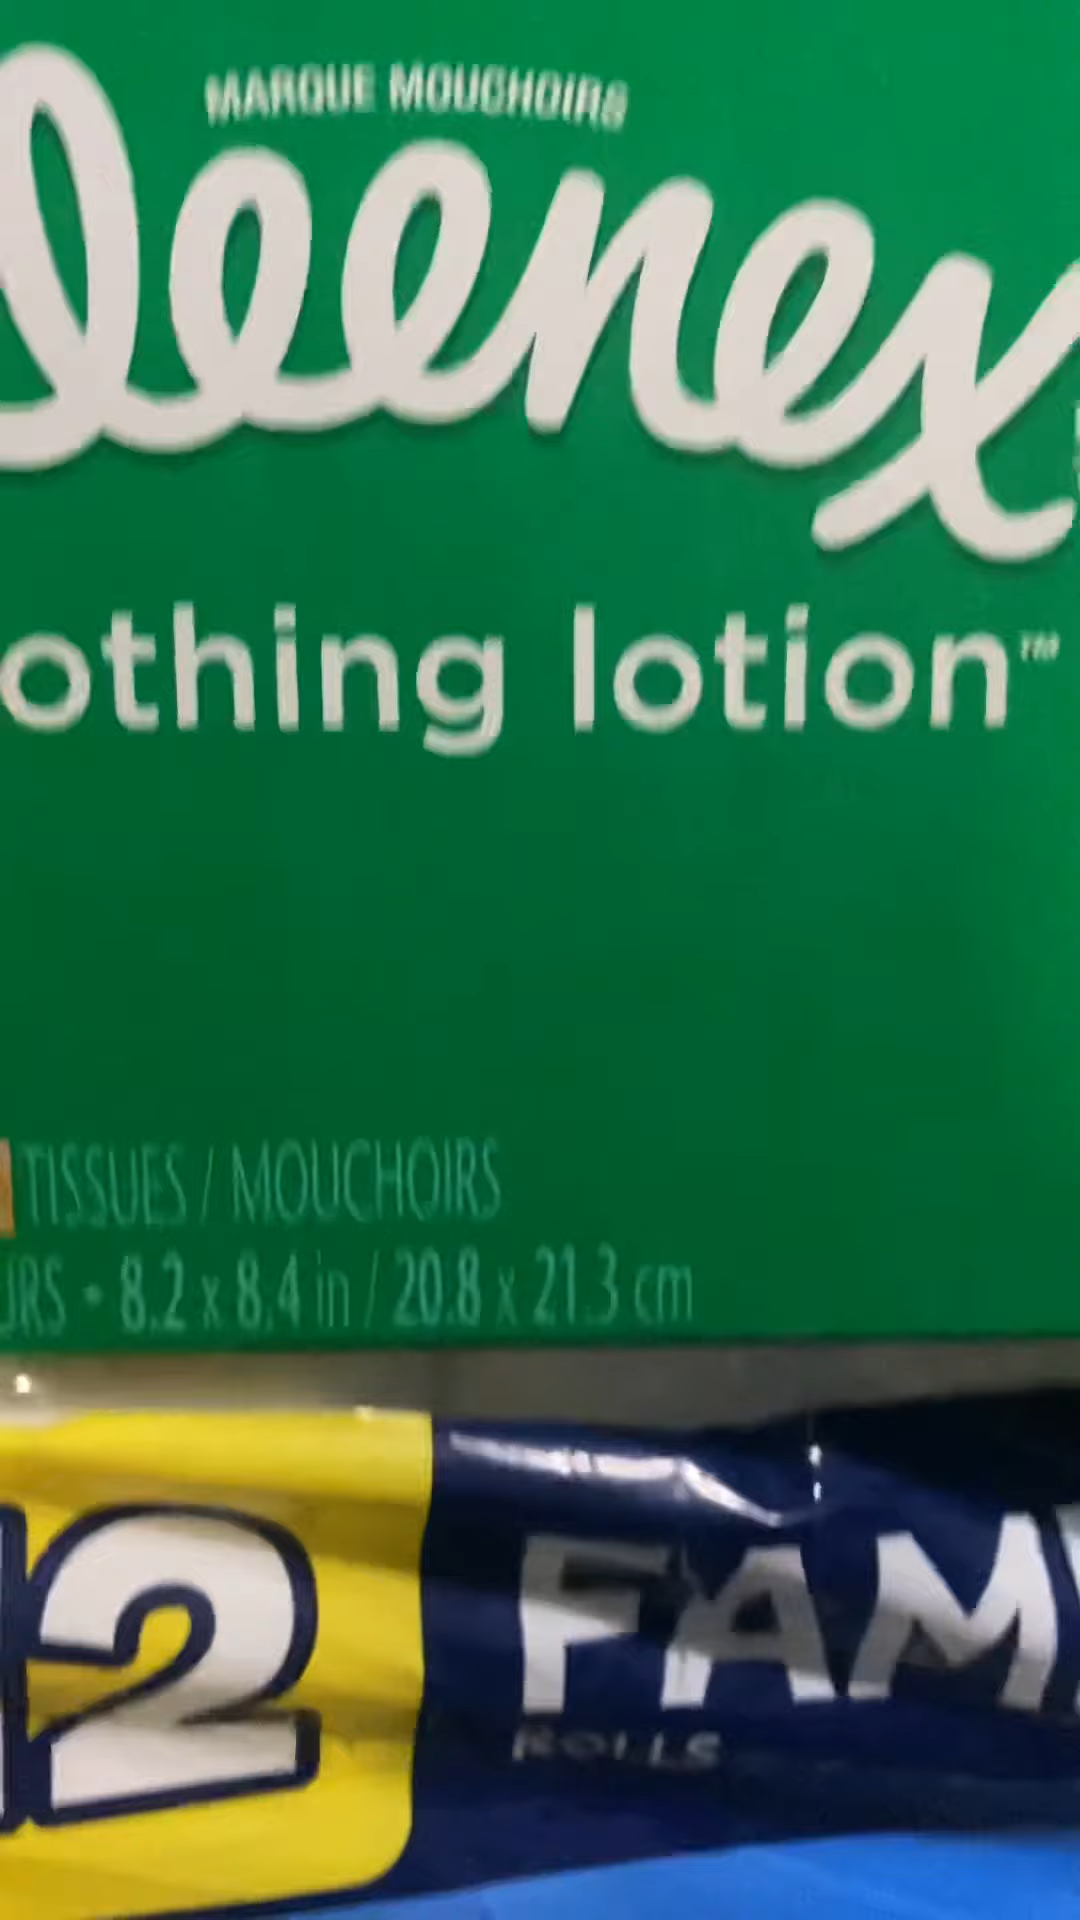 MARQUE MOUCHOIRS
leenex
othing lotion™
TISSUES / MOUCHOIRS
URS • 8.2 x 8.4 in / 20.8 x 21.3 cm
12 FAM
ROLLS